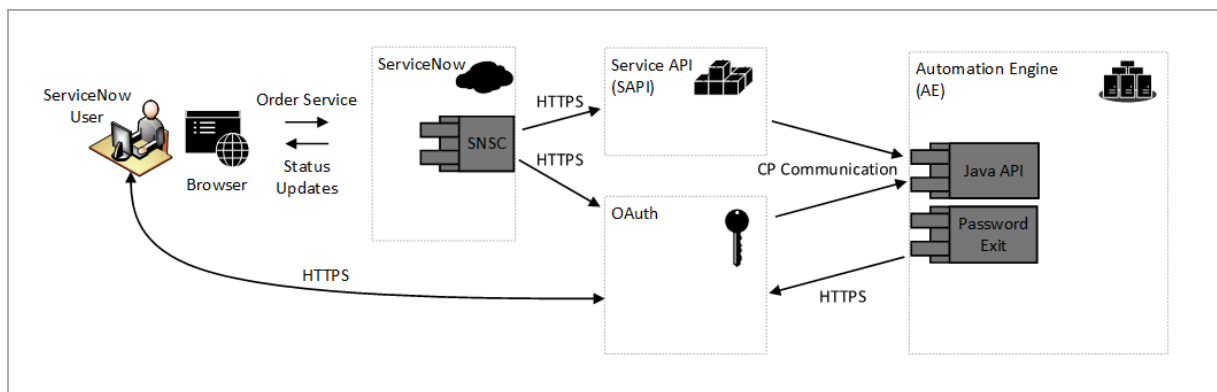 ServiceNow
User
Browser
Order Service
Status
Updates
ServiceNow
SNSC
HTTPS
HTTPS
Service API
(SAPI)
OAuth
CP Communication
Automation Engine
(AE)
Java API
Password
Exit
HTTPS
HTTPS